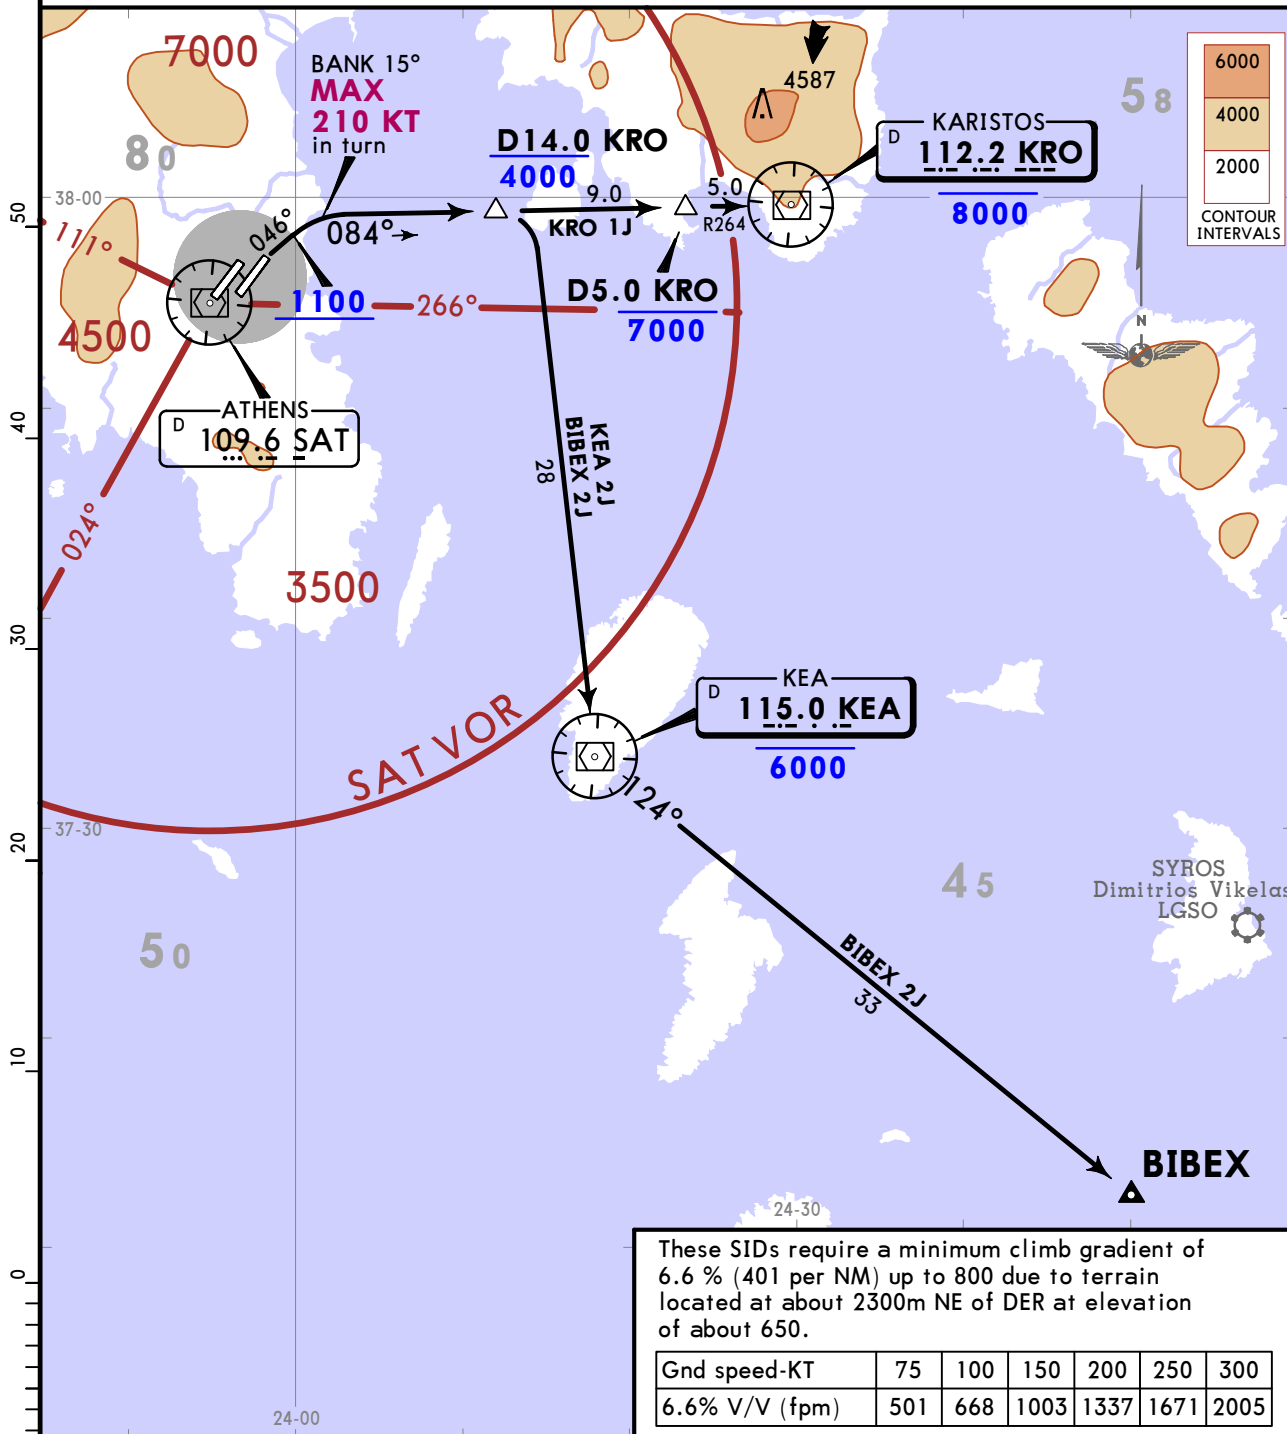 7000
BANK 15°
MAX
210 KT
in turn
4587
6000
4000
2000
CONTOUR
INTERVALS
5 8
8 0
D14.0 KRO
4000
KARISTOS
D 112.2 KRO
8000
38-00
50
111°
046°
084°
9.0
KRO 1J
5.0
R264
D5.0 KRO
7000
1100
266°
4500
N
ATHENS
D 109.6 SAT
40
KEA 2J
BIBEX 2J
28
024°
3500
30
KEA
D 115.0 KEA
6000
SAT VOR
124°
37-30
20
4 5
SYROS
Dimitrios Vikelas
LGSO
5 0
BIBEX 2J
33
10
BIBEX
24-30
0
24-00
These SIDs require a minimum climb gradient of
6.6 % (401 per NM) up to 800 due to terrain
located at about 2300m NE of DER at elevation
of about 650.
Gnd speed-KT 75 100 150 200 250 300
6.6% V/V (fpm) 501 668 1003 1337 1671 2005